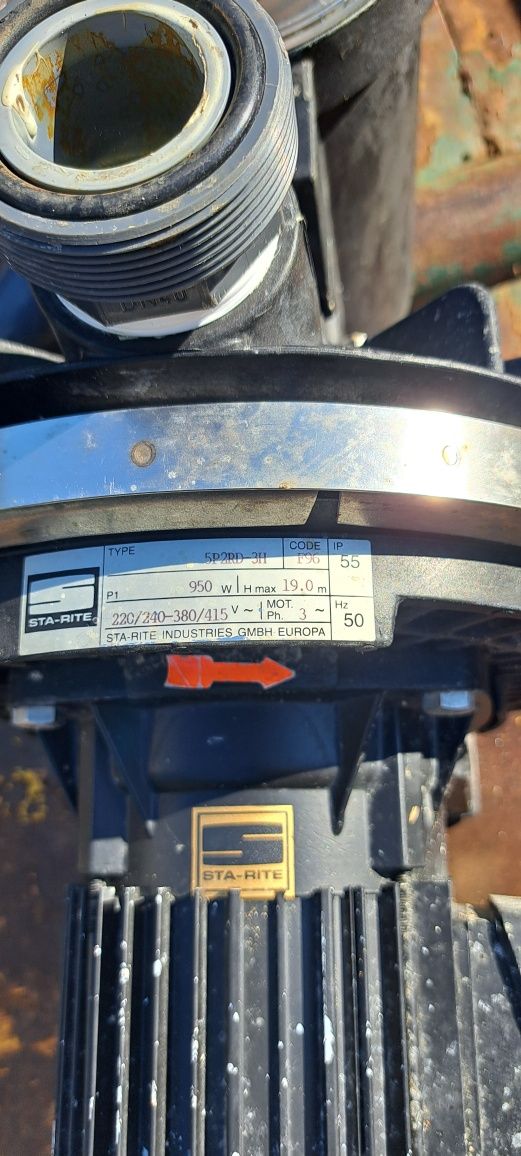 DN40
TYPE 5P2RD-3H CODE F96 IP 55
P1 950 W H max 19.0 m
220/240-380/415 V ~ MOT. Ph. 3 ~ Hz 50
STA-RITE
STA-RITE INDUSTRIES GMBH EUROPA
STA-RITE